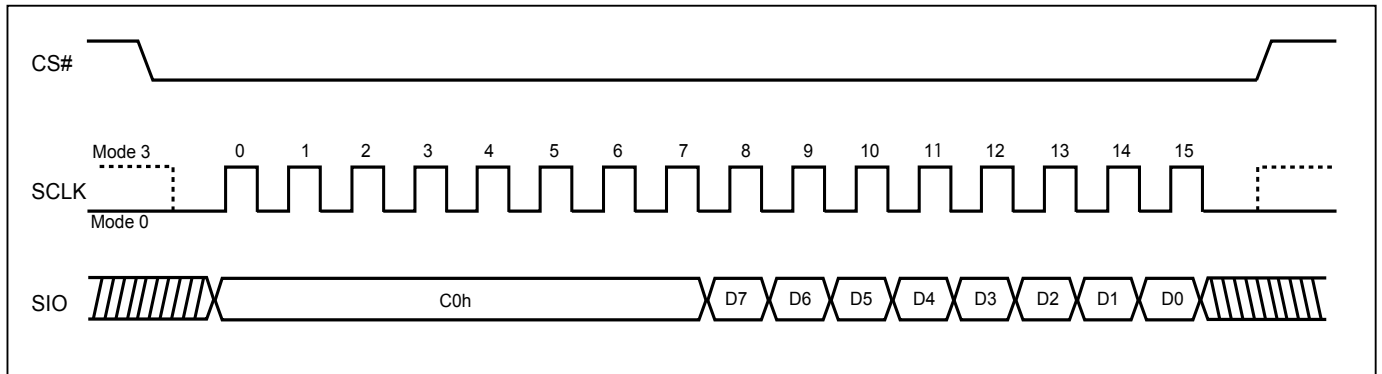 CS#
Mode 3
0 1 2 3 4 5 6 7 8 9 10 11 12 13 14 15
SCLK
Mode 0
SIO
C0h D7 D6 D5 D4 D3 D2 D1 D0